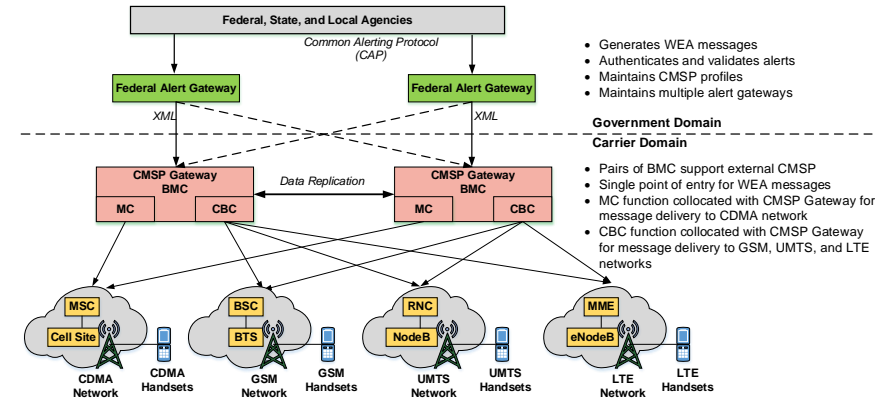 Federal, State, and Local Agencies
Common Alerting Protocol
(CAP)
Federal Alert Gateway
Federal Alert Gateway
XML
XML
• Generates WEA messages
• Authenticates and validates alerts
• Maintains CMSP profiles
• Maintains multiple alert gateways
Government Domain
Carrier Domain
CMSP Gateway
BMC
MC
CBC
Data Replication
CMSP Gateway
BMC
MC
CBC
• Pairs of BMC support external CMSP
• Single point of entry for WEA messages
• MC function collocated with CMSP Gateway for
message delivery to CDMA network
• CBC function collocated with CMSP Gateway
for message delivery to GSM, UMTS, and LTE
networks
MSC
Cell Site
CDMA
Network
CDMA
Handsets
BSC
BTS
GSM
Network
GSM
Handsets
RNC
NodeB
UMTS
Network
UMTS
Handsets
MME
eNodeB
LTE
Network
LTE
Handsets